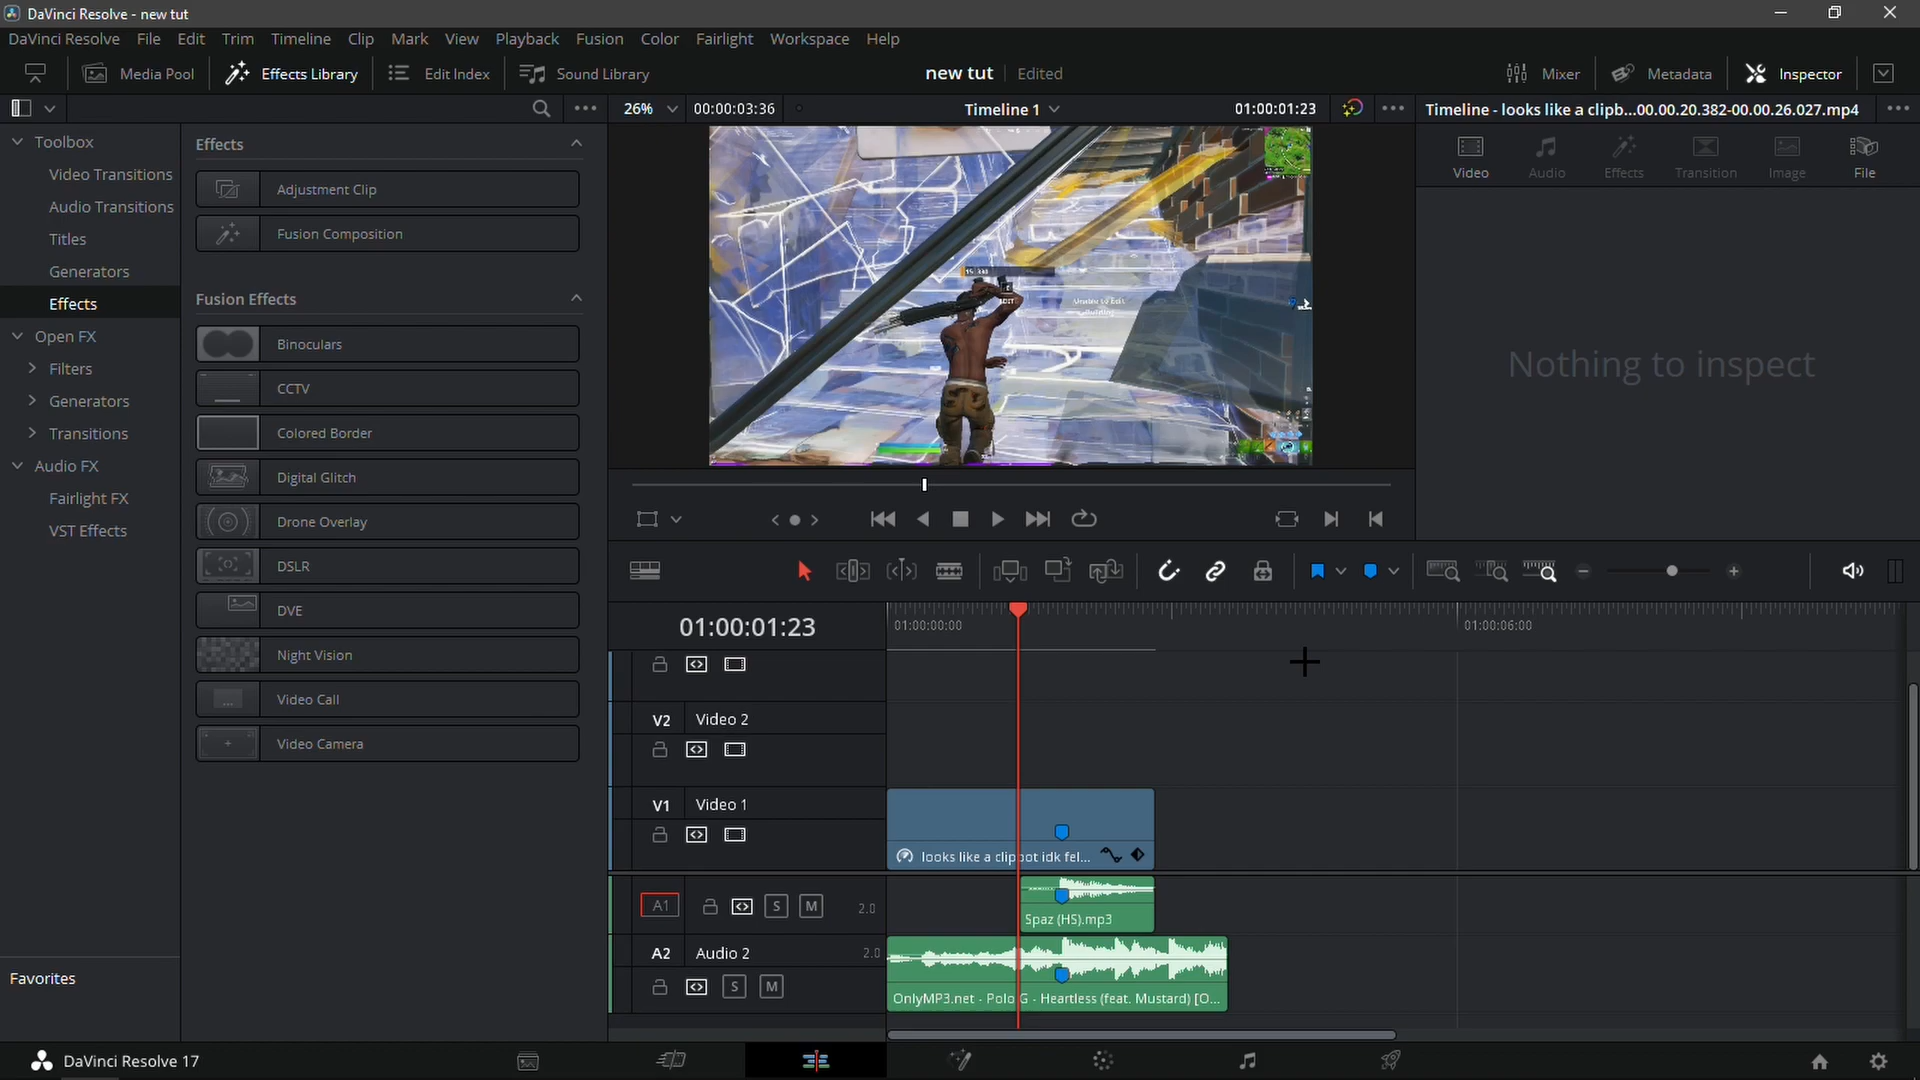 DaVinci Resolve - new tut
DaVinci Resolve File Edit Trim Timeline Clip Mark View Playback Fusion Color Fairlight Workspace Help
Media Pool Effects Library Edit Index Sound Library new tut Edited Mixer Metadata Inspector
26% 00:00:03:36 Timeline 1 01:00:01:23 Timeline - looks like a clipb...00.00.20.382-00.00.26.027.mp4
Toolbox
Video Transitions
Audio Transitions
Titles
Generators
Effects
Open FX
Filters
Generators
Transitions
Audio FX
Fairlight FX
VST Effects
Favorites
Effects
Adjustment Clip
Fusion Composition
Fusion Effects
Binoculars
CCTV
Colored Border
Digital Glitch
Drone Overlay
DSLR
DVE
Night Vision
Video Call
Video Camera
Unable to Edit
Building
Video Audio Effects Transition Image File
Nothing to inspect
01:00:01:23 01:00:00:00 01:00:06:00
V2 Video 2
V1 Video 1
looks like a clipbot idk fel...
A1 S M 2.0
Spaz (HS).mp3
A2 Audio 2 2.0
S M
OnlyMP3.net - Polo G - Heartless (feat. Mustard) [O...
DaVinci Resolve 17